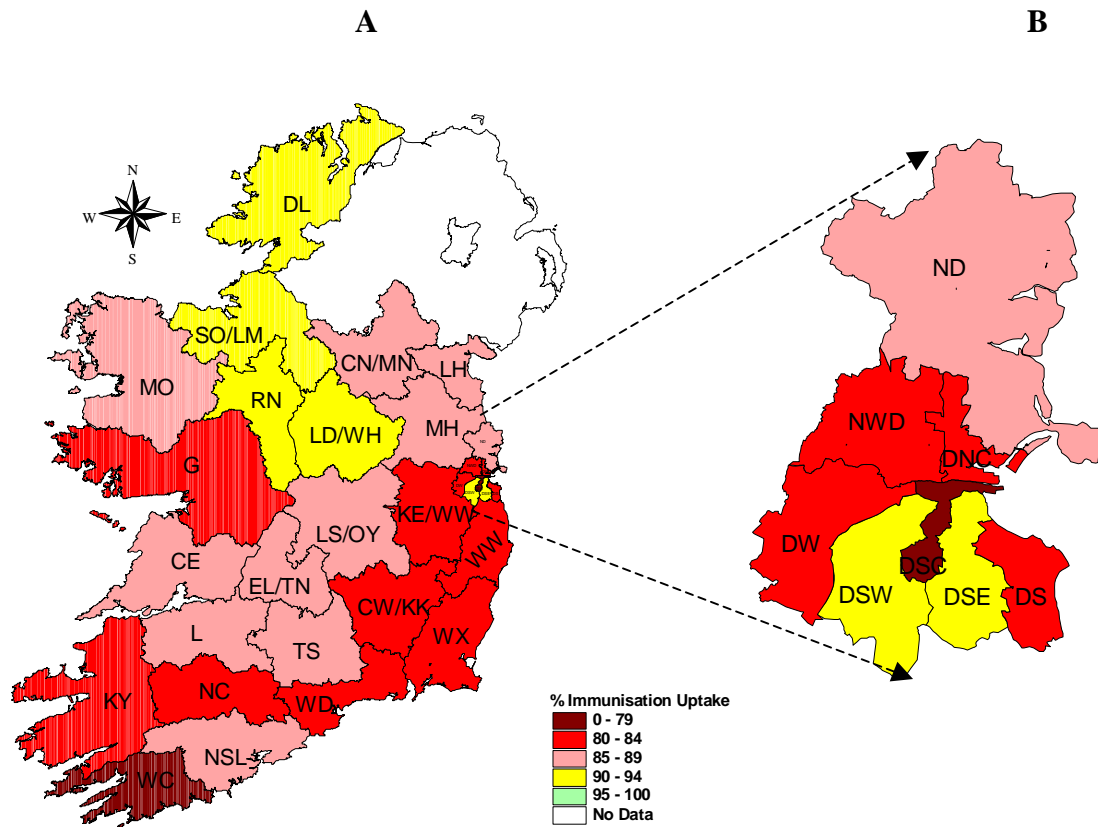 A
B
N
W
E
S
DL
SO/LM
MO
RN
CN/MN
LH
MH
LD/WH
G
KE/WW
LS/OY
WW
CE
EL/TN
CW/KK
WX
L
TS
KY
NC
WD
NSL
WC
ND
NWD
DNC
DW
DSC
DSW
DSE
DS
% Immunisation Uptake
0 - 79
80 - 84
85 - 89
90 - 94
95 - 100
No Data